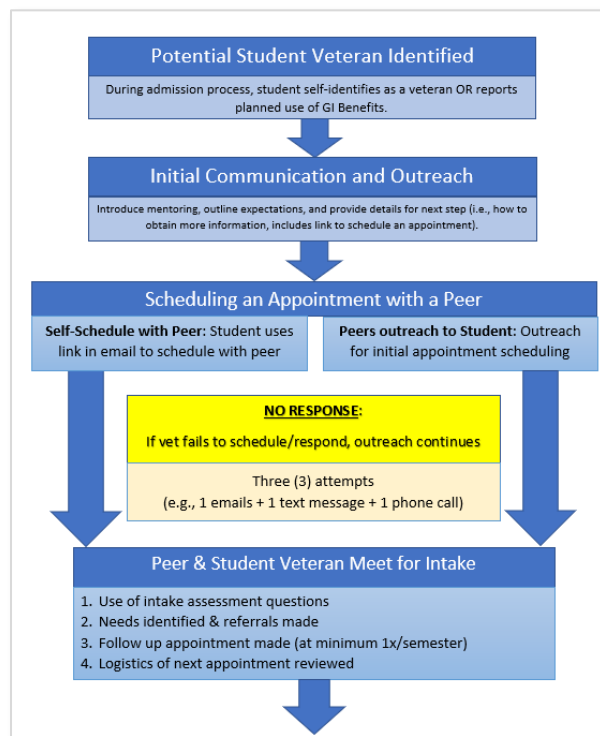 Potential Student Veteran Identified
During admission process, student self-identifies as a veteran OR reports
planned use of GI Benefits.
Initial Communication and Outreach
Introduce mentoring, outline expectations, and provide details for next step (i.e., how to
obtain more information, includes link to schedule an appointment).
Scheduling an Appointment with a Peer
Self-Schedule with Peer: Student uses
link in email to schedule with peer
Peers outreach to Student: Outreach
for initial appointment scheduling
NO RESPONSE:
If vet fails to schedule/respond, outreach continues
Three (3) attempts
(e.g., 1 emails + 1 text message + 1 phone call)
Peer & Student Veteran Meet for Intake
1. Use of intake assessment questions
2. Needs identified & referrals made
3. Follow up appointment made (at minimum 1x/semester)
4. Logistics of next appointment reviewed